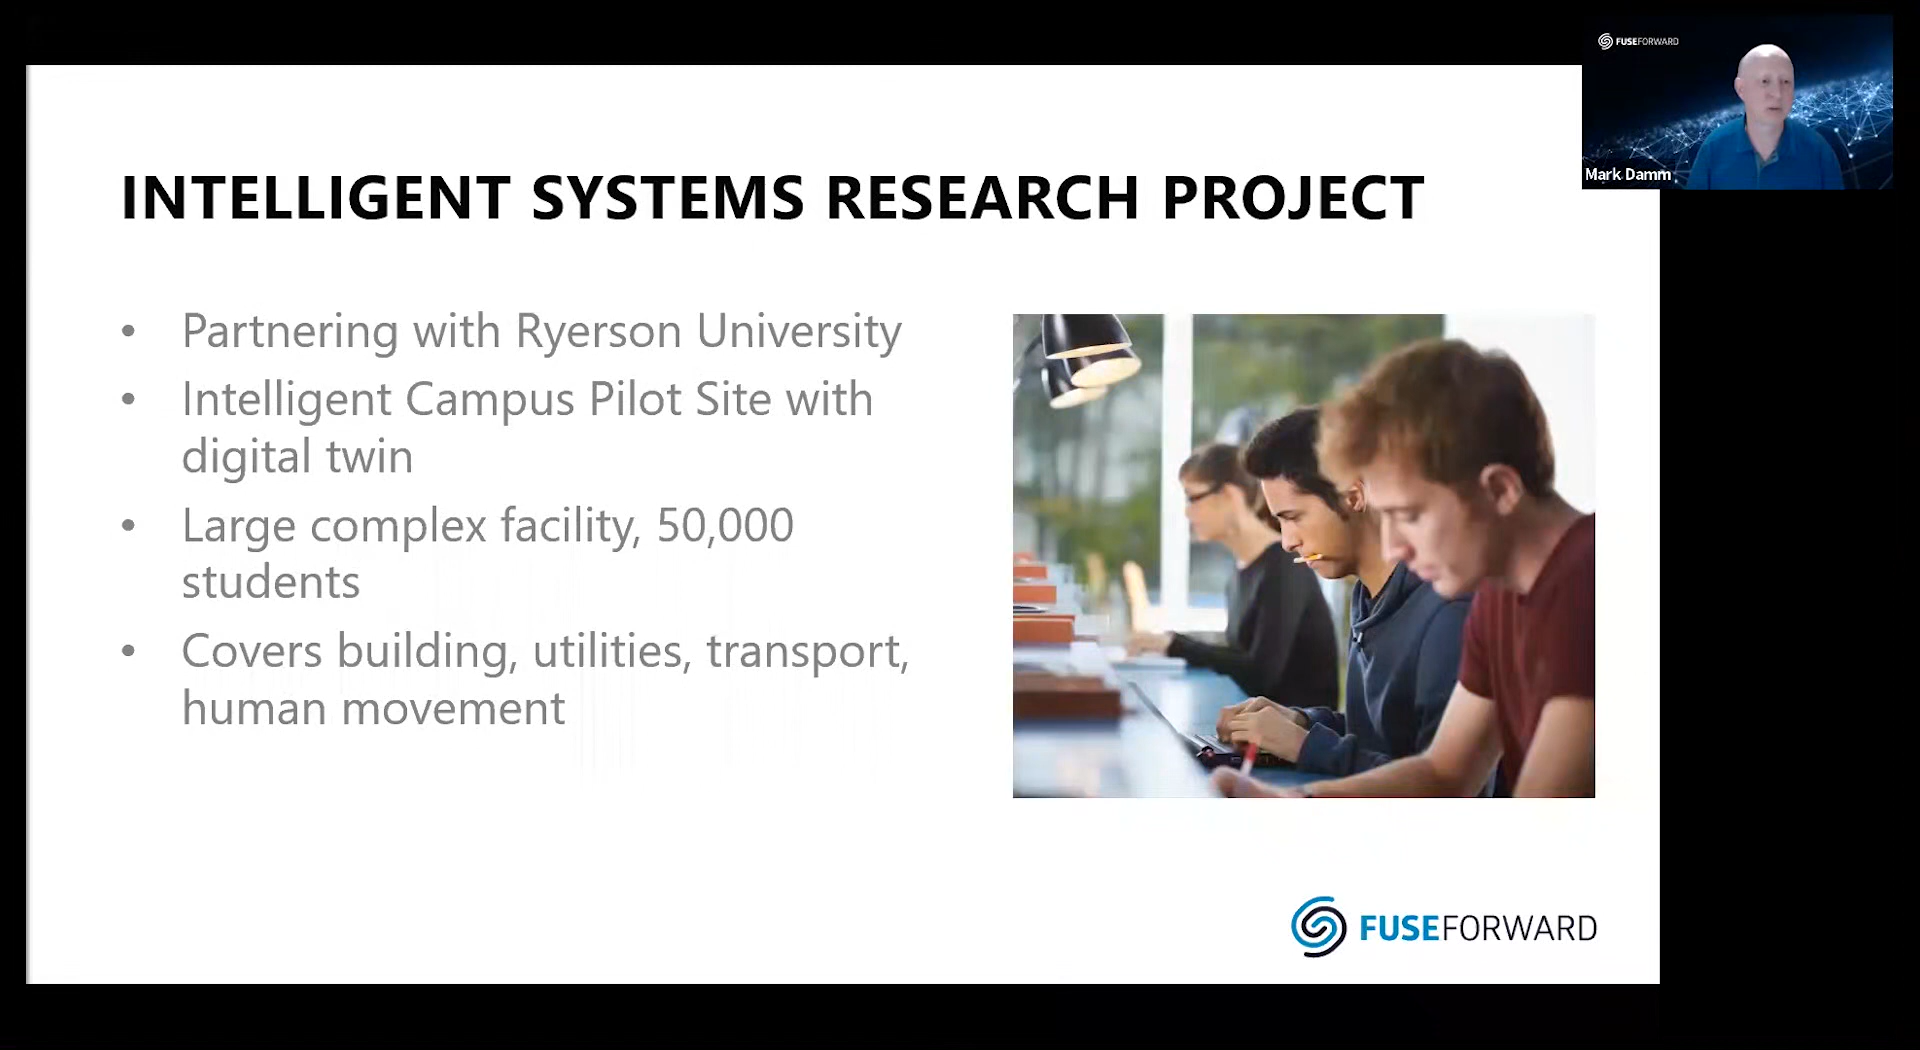 FUSEFORWARD
Mark Damm
INTELLIGENT SYSTEMS RESEARCH PROJECT
• Partnering with Ryerson University
• Intelligent Campus Pilot Site with
digital twin
• Large complex facility, 50,000
students
• Covers building, utilities, transport,
human movement
FUSEFORWARD